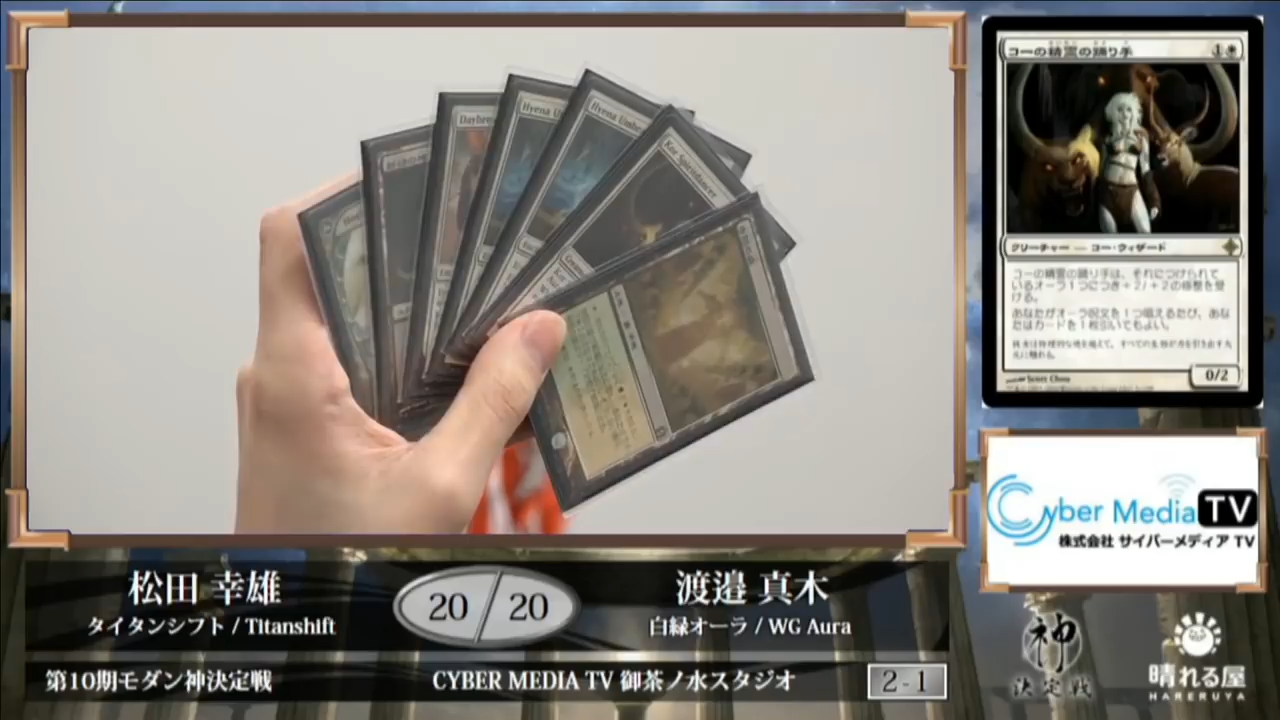 Hyena U
Hyena Umbr
Kor Spiritdancer
コーの精霊の踊り手
クリーチャー ― コー・ウィザード
コーの精霊の踊り手は、それにつけられて
いるオーラ1つにつき+2/+2の修整を受
ける。
あなたがオーラ呪文を1つ唱えるたび、あな
たはカードを1枚引いてもよい。
Scott Chou
0/2
Cyber Media TV
株式会社 サイバーメディア TV
松田 幸雄
タイタンシフト / Titanshift
20 / 20
渡邉 真木
白緑オーラ / WG Aura
第10期モダン神決定戦
CYBER MEDIA TV 御茶ノ水スタジオ
2-1
神
決定戦
晴れる屋
HARERUYA